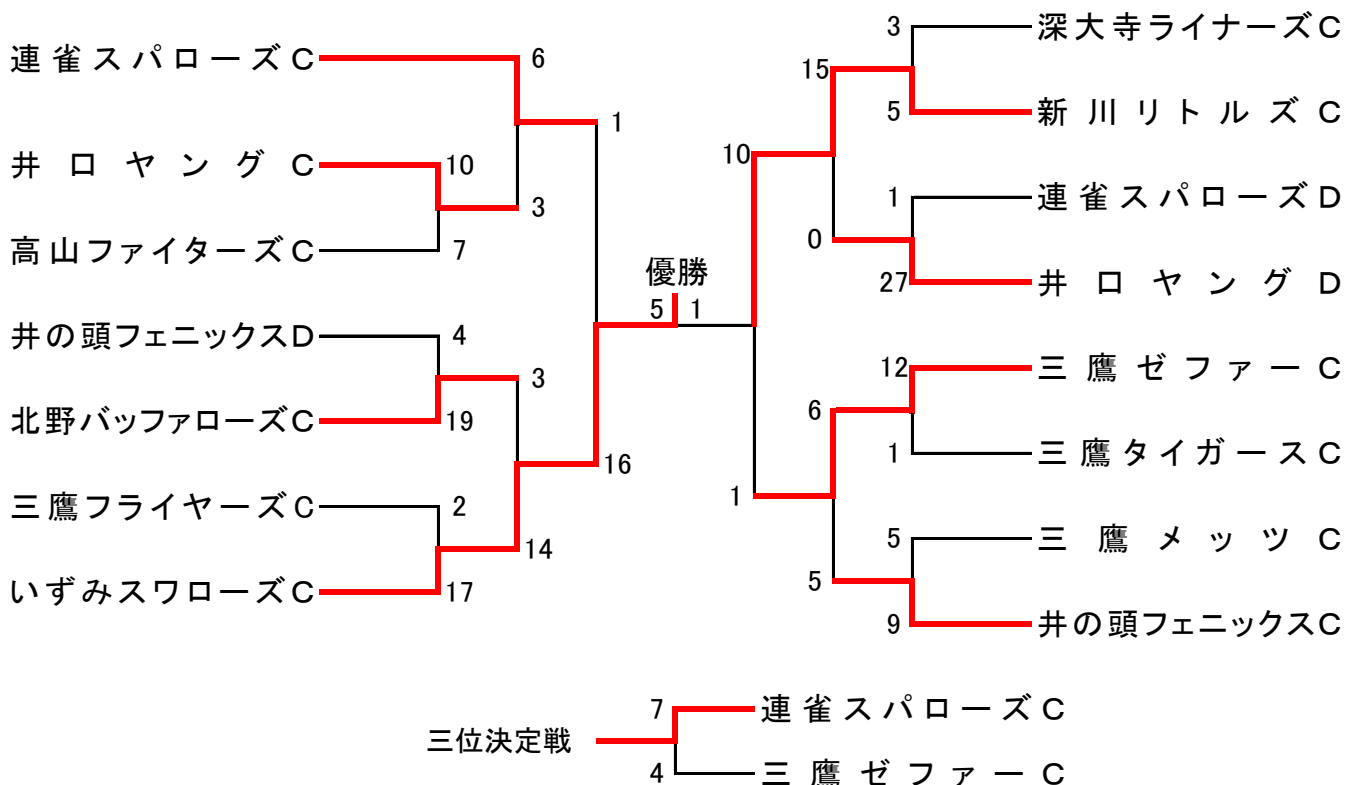 連雀スパローズC
6
1
井口ヤングC
10
3
高山ファイターズC
7
井の頭フェニックスD
4
3
北野バッファローズC
19
16
三鷹フライヤーズC
2
14
いずみスワローズC
17
優勝
5 1
3
深大寺ライナーズC
15
5
新川リトルズC
10
1
連雀スパローズD
0
27
井口ヤングD
12
三鷹ゼファーC
6
1
三鷹タイガースC
1
5
三鷹メッツC
5
9
井の頭フェニックスC
三位決定戦
7
連雀スパローズC
4
三鷹ゼファーC